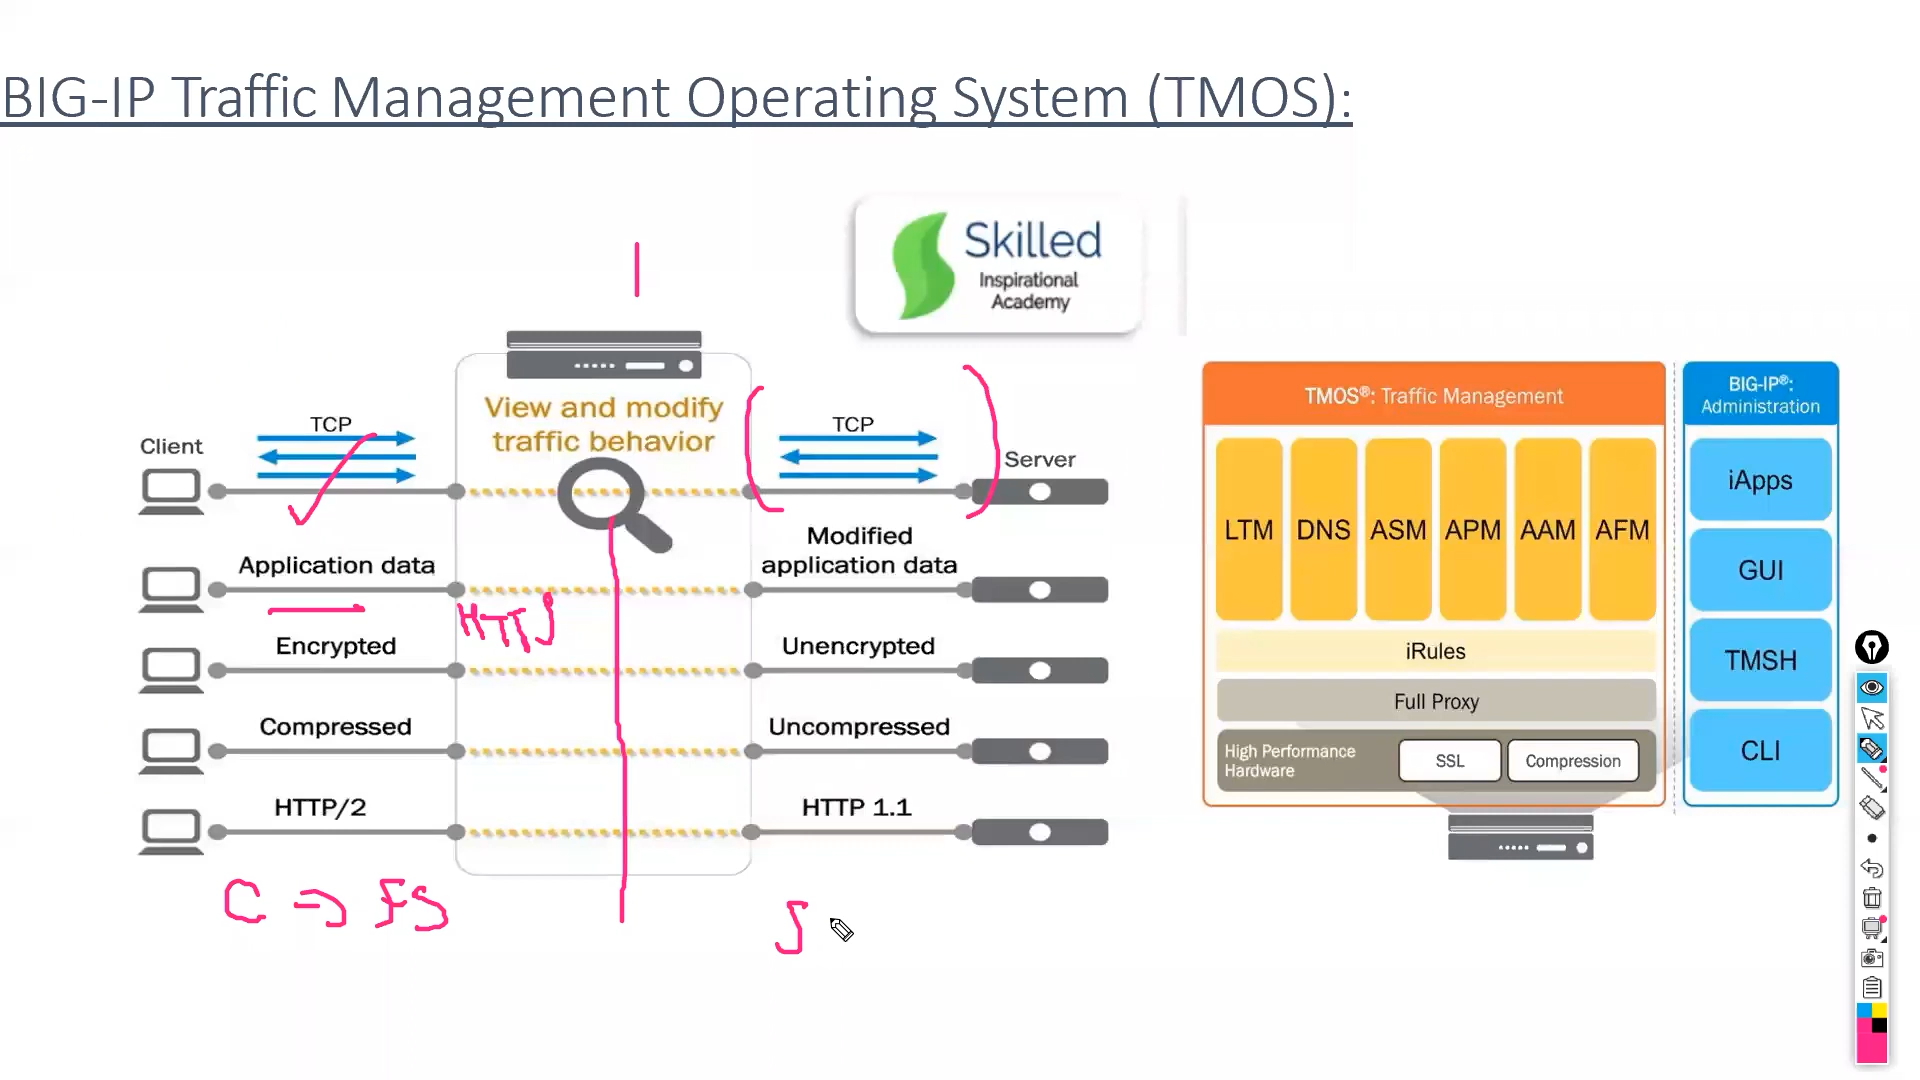 BIG-IP Traffic Management Operating System (TMOS):
Skilled
Inspirational
Academy
View and modify
traffic behavior
Client
TCP
TCP
Server
Application data
Modified
application data
Encrypted
Unencrypted
Compressed
Uncompressed
HTTP/2
HTTP 1.1
C => F5
TMOS®: Traffic Management
LTM
DNS
ASM
APM
AAM
AFM
iRules
Full Proxy
High Performance
Hardware
SSL
Compression
BIG-IP®:
Administration
iApps
GUI
TMSH
CLI